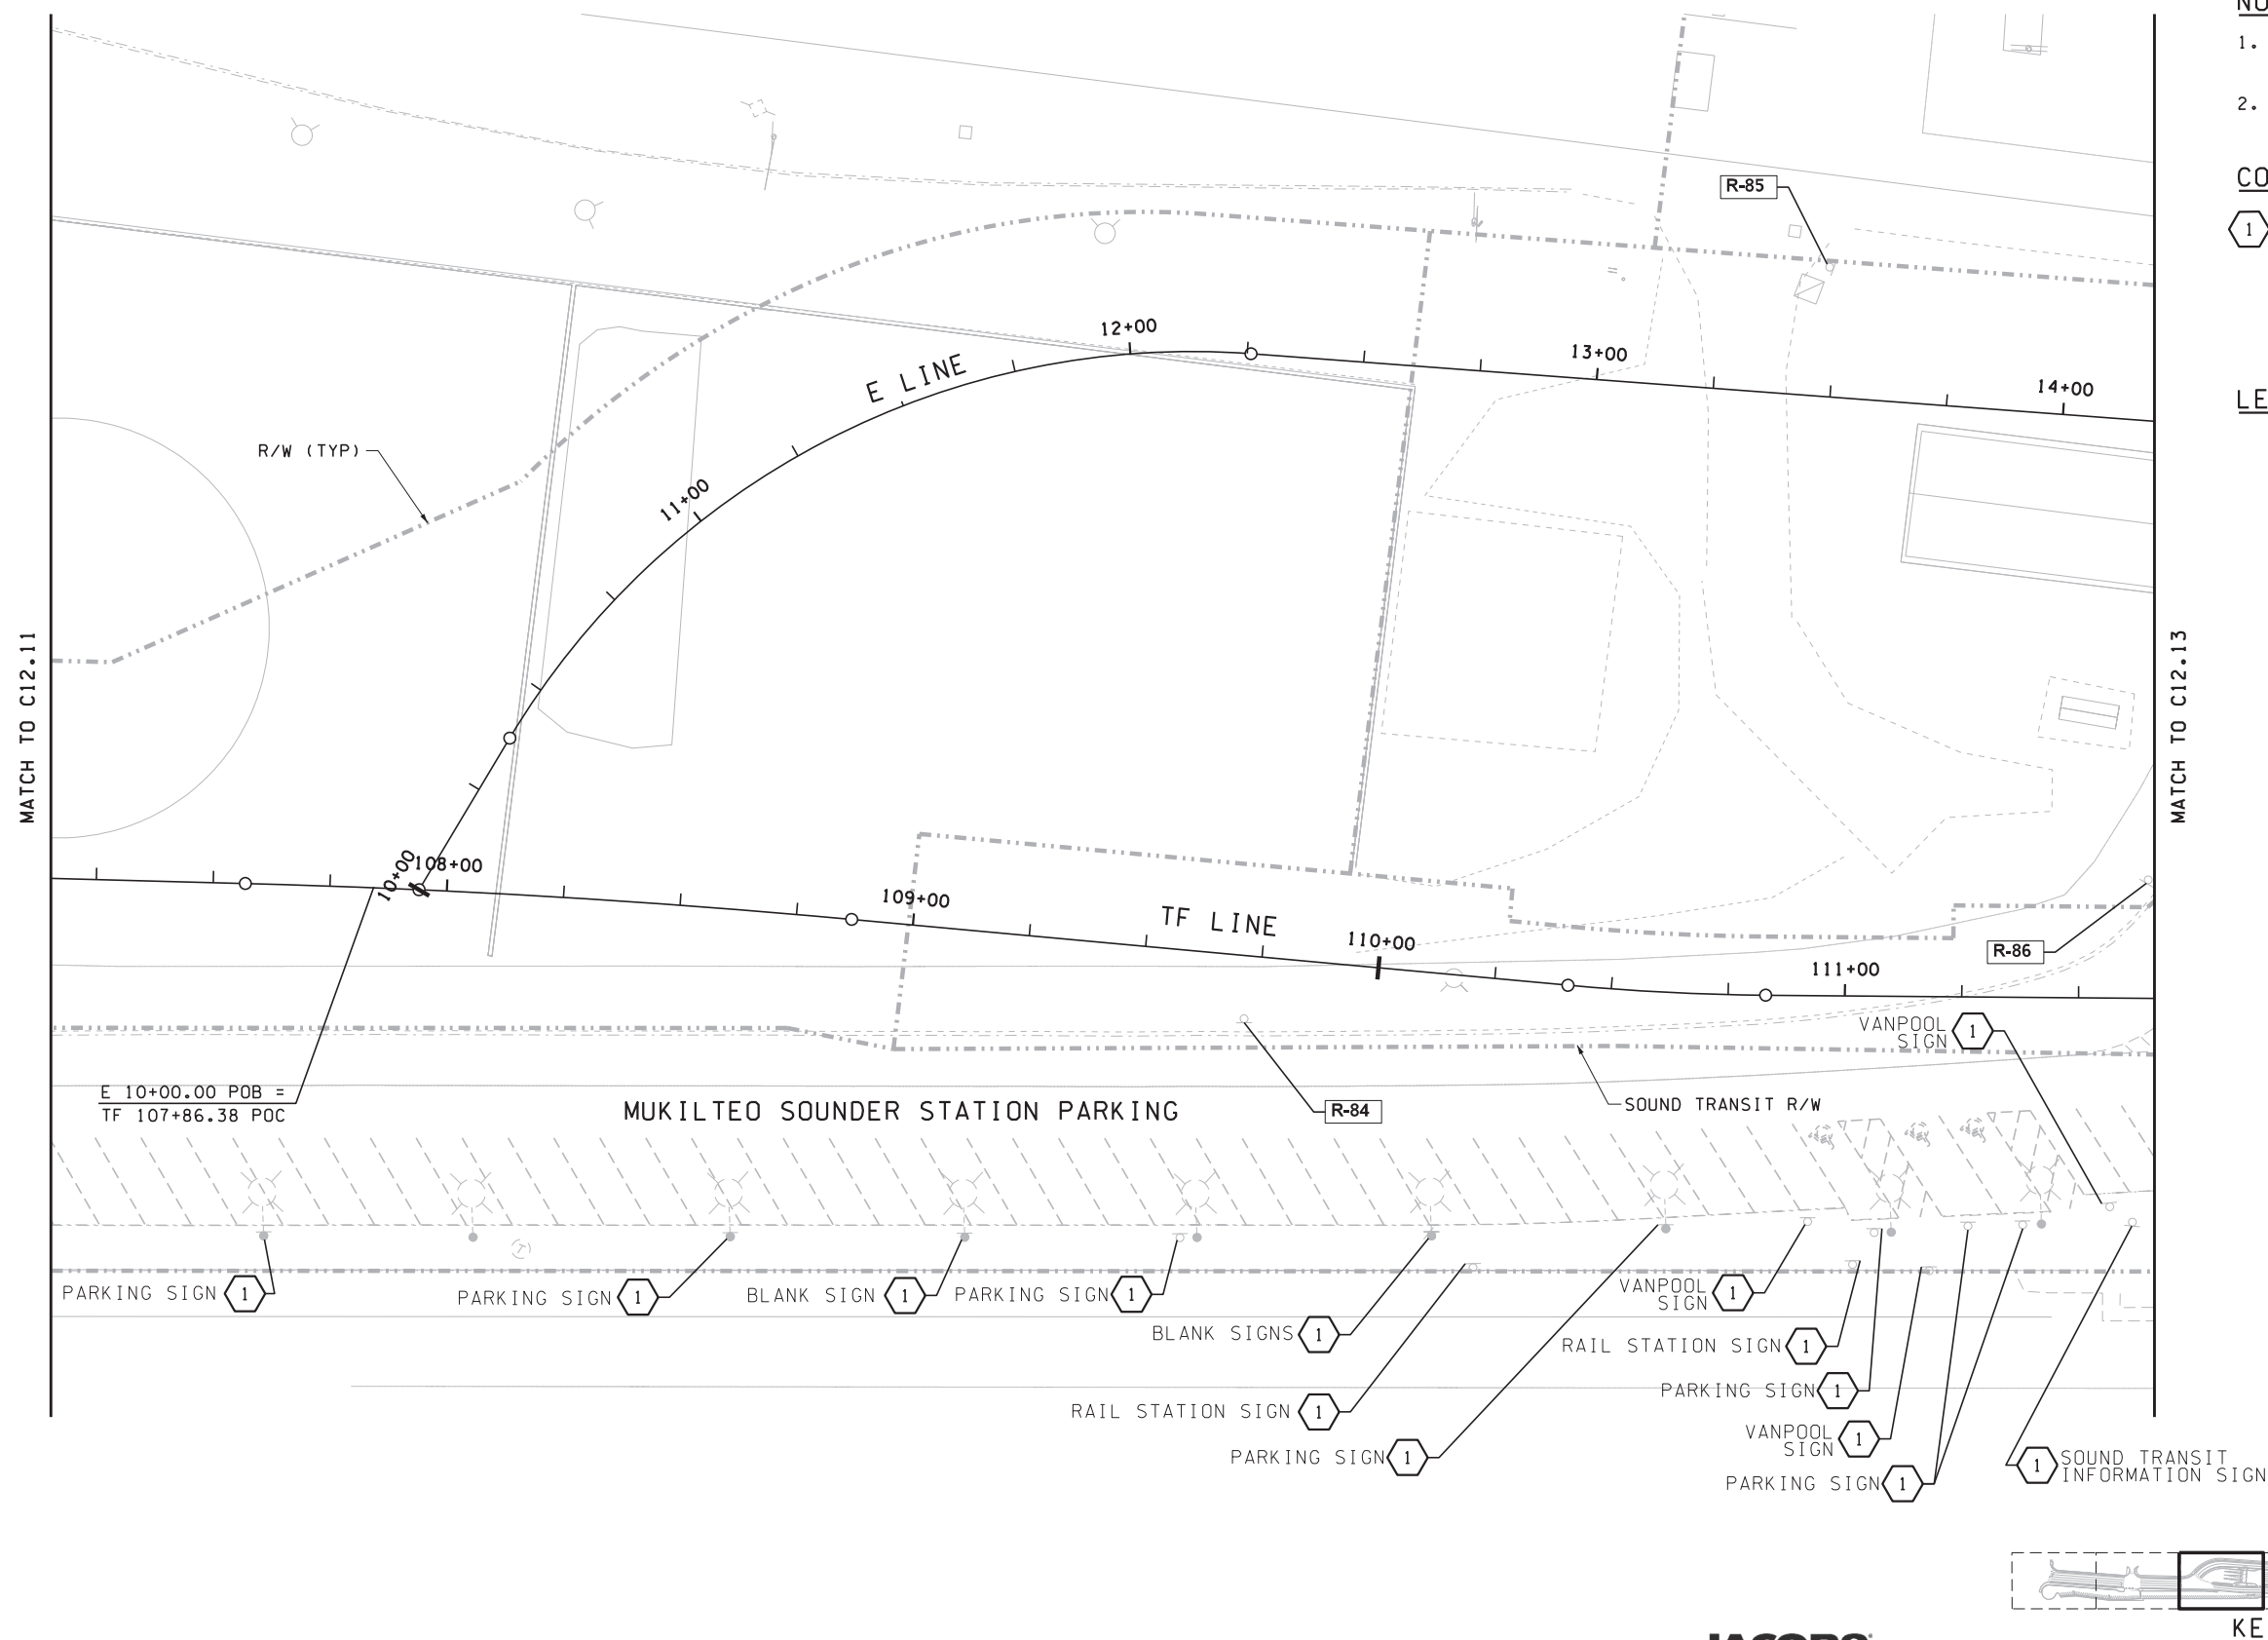 NO
1.
2.
R-85
CO
1
12+00
13+00
E LINE
14+00
LE
R/W (TYP)
11+00
MATCH TO C12.11
MATCH TO C12.13
10+00
108+00
109+00
TF LINE
110+00
R-86
111+00
VANPOOL
SIGN
1
E 10+00.00 POB =
TF 107+86.38 POC
MUKILTEO SOUNDER STATION PARKING
R-84
SOUND TRANSIT R/W
PARKING SIGN 1
PARKING SIGN 1
BLANK SIGN 1
PARKING SIGN 1
VANPOOL
SIGN
1
BLANK SIGNS 1
RAIL STATION SIGN 1
PARKING SIGN 1
RAIL STATION SIGN 1
VANPOOL
SIGN
1
PARKING SIGN 1
1 SOUND TRANSIT
INFORMATION SIGN
PARKING SIGN 1
KE
JACOBS